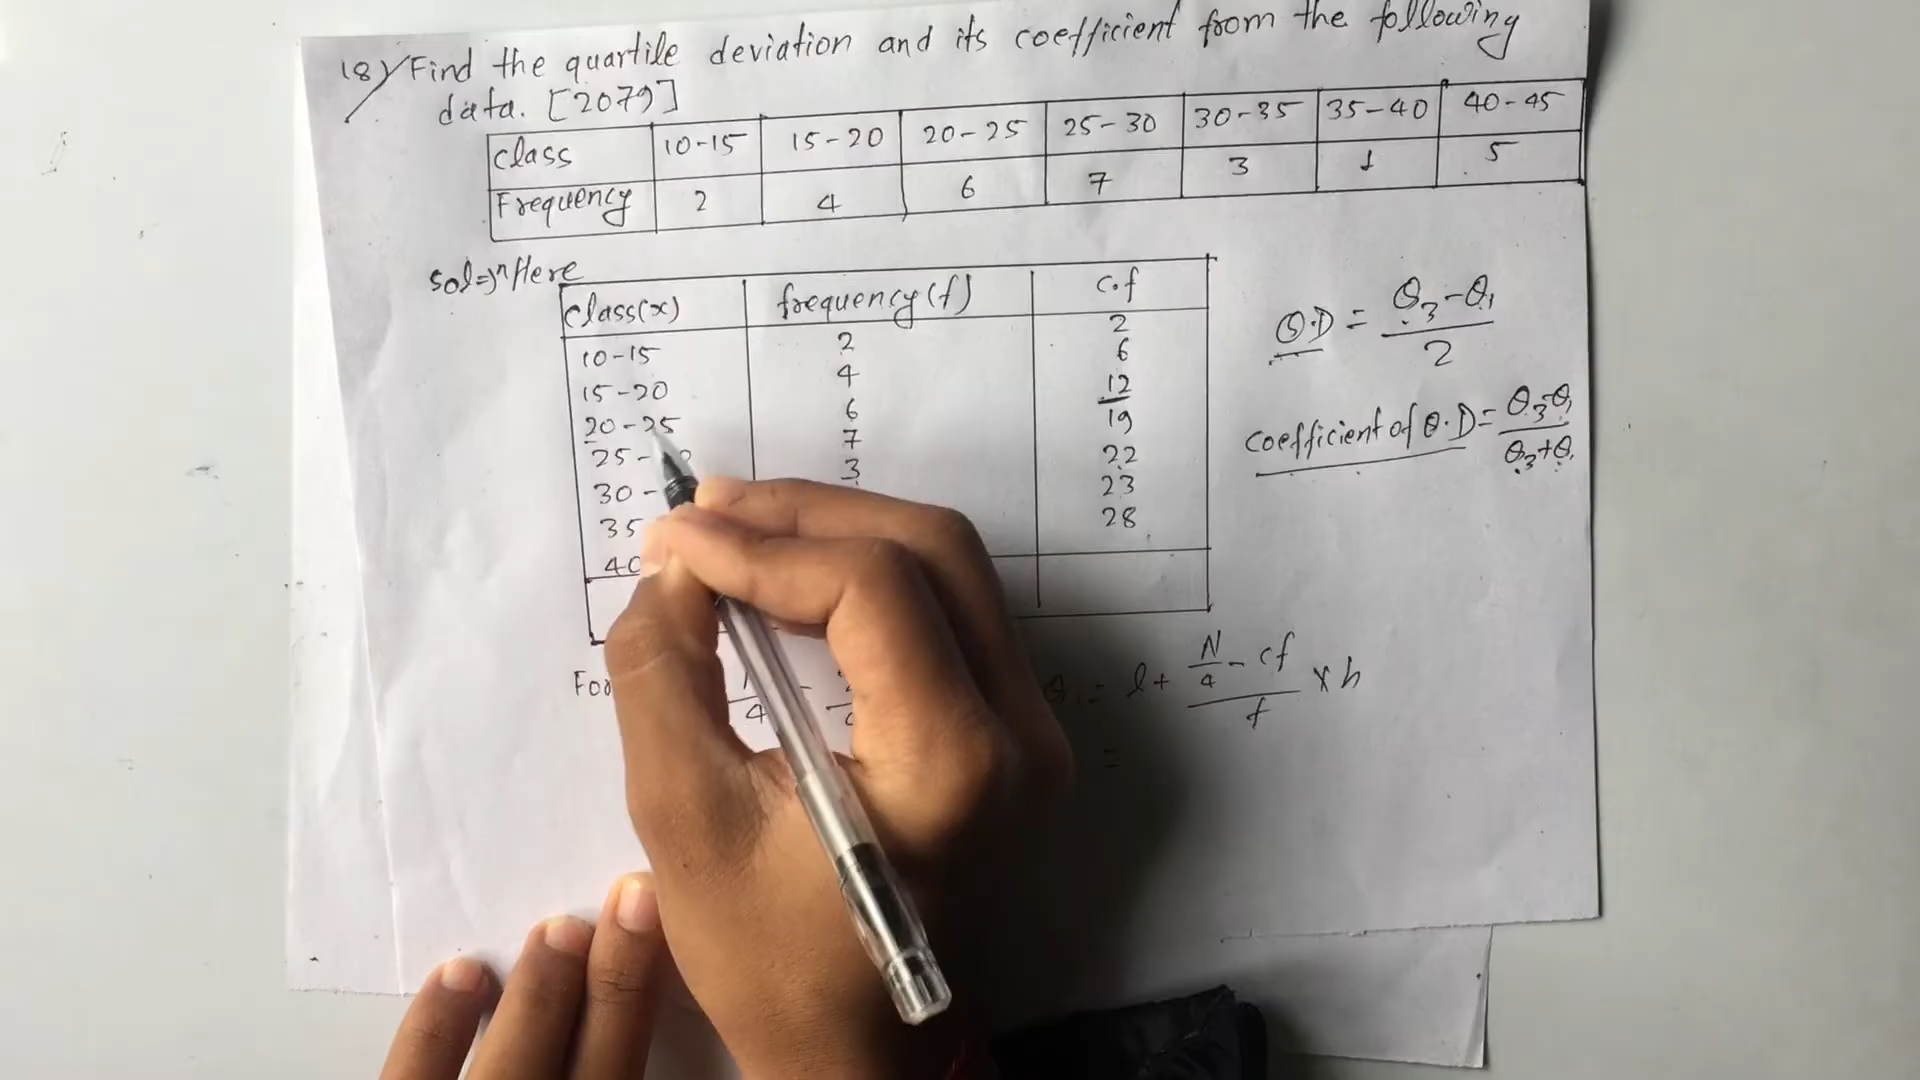 18) Find the quartile deviation and its coefficient from the following
data. [2079]
class 10-15 15-20 20-25 25-30 30-35 35-40 40-45
Frequency 2 4 6 7 3 1 5
sol=>n Here
class(x) frequency(f) c.f
10-15 2 2
15-20 4 6
20-25 6 12
25- 7 19
30- 3 22
35 23
40 28
Q.D = Q3-Q1/2
coefficient of Q.D = Q3-Q1/Q3+Q1
For
Q1 = l + N/4 - cf/f × h
=